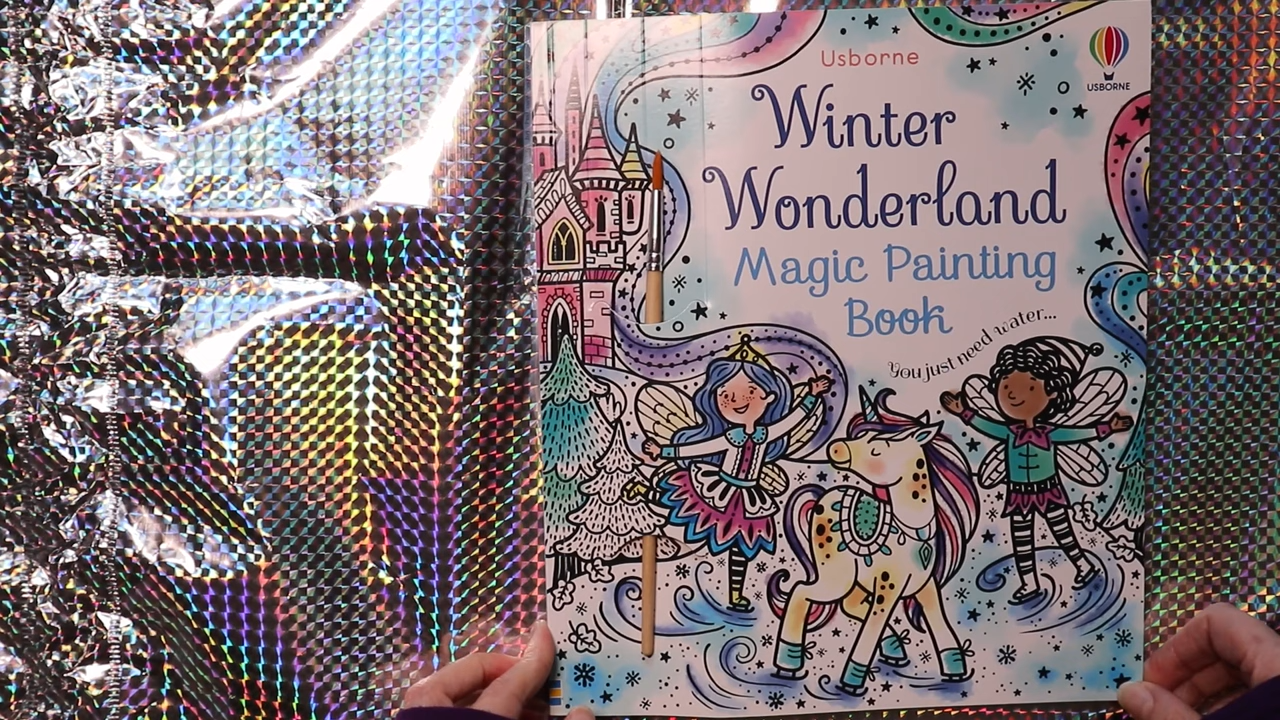 Usborne
USBORNE
Winter
Wonderland
Magic Painting
Book
You just need water...